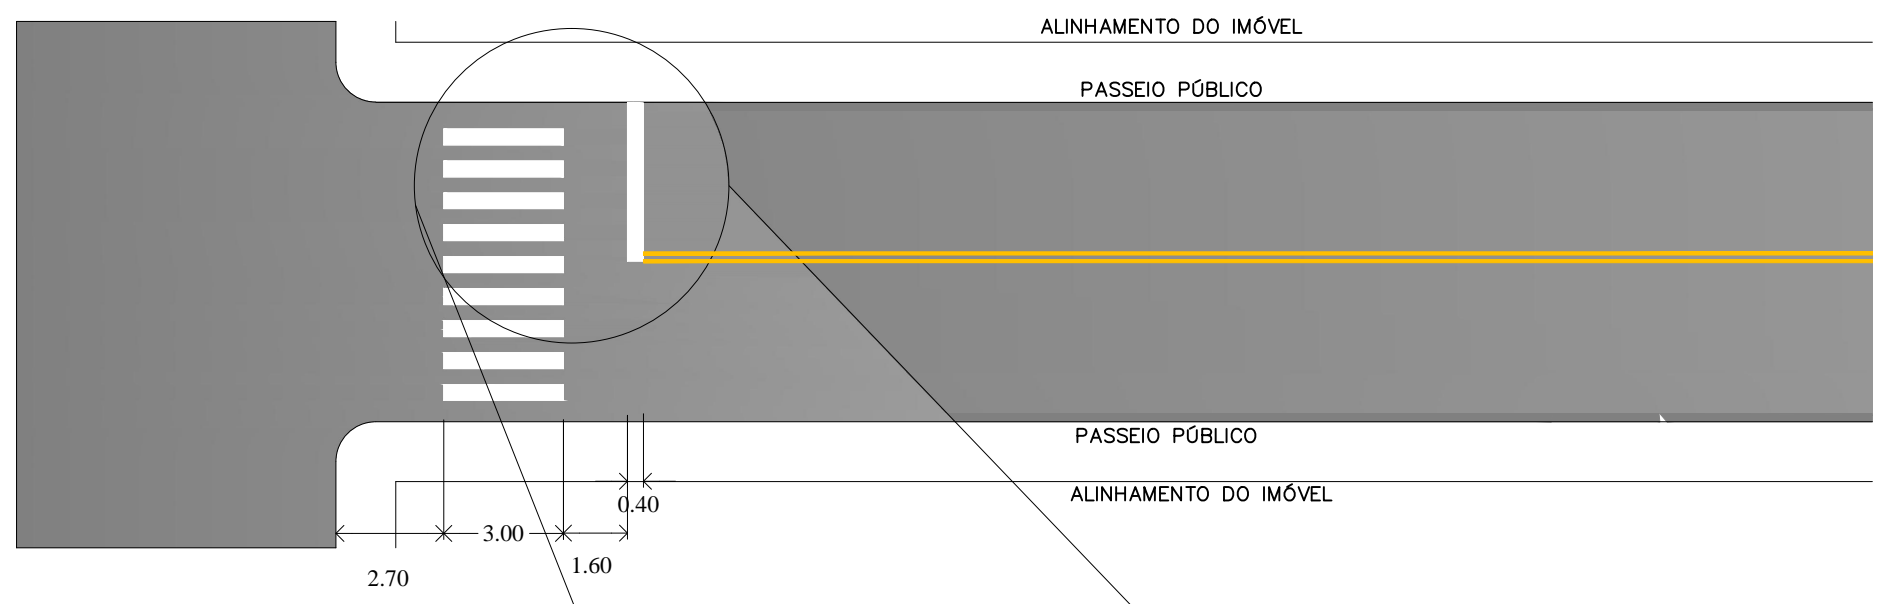 ALINHAMENTO DO IMÓVEL
PASSEIO PÚBLICO
PASSEIO PÚBLICO
ALINHAMENTO DO IMÓVEL
0.40
3.00
1.60
2.70